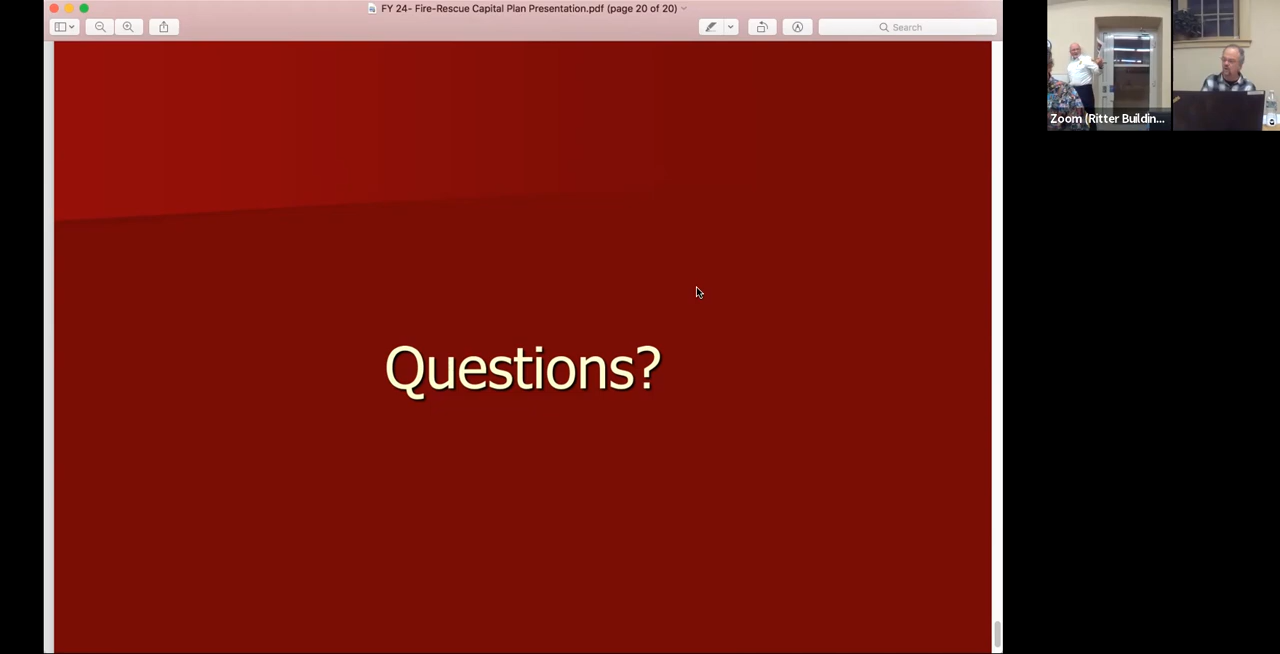 FY 24- Fire-Rescue Capital Plan Presentation.pdf (page 20 of 20)
Search
Questions?
Zoom (Ritter Buildin...